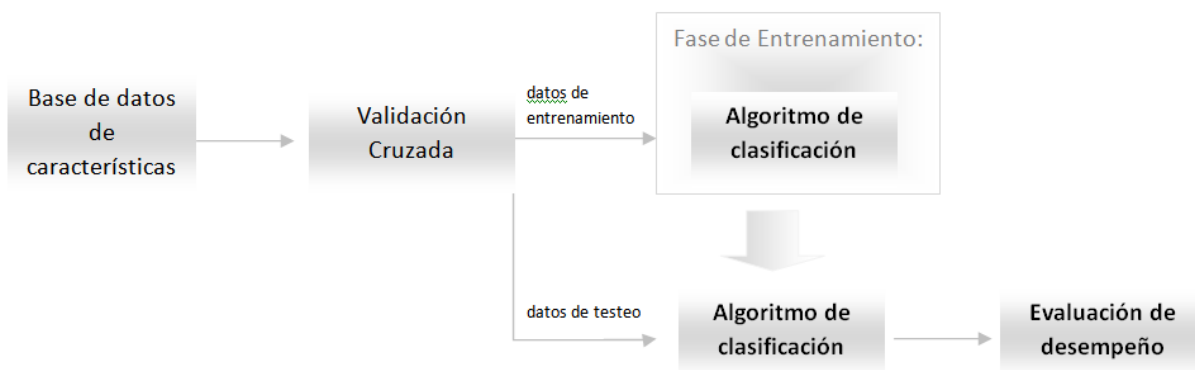 Base de datos
de
características
Validación
Cruzada
datos de
entrenamiento
Fase de Entrenamiento:
Algoritmo de
clasificación
datos de testeo
Algoritmo de
clasificación
Evaluación de
desempeño